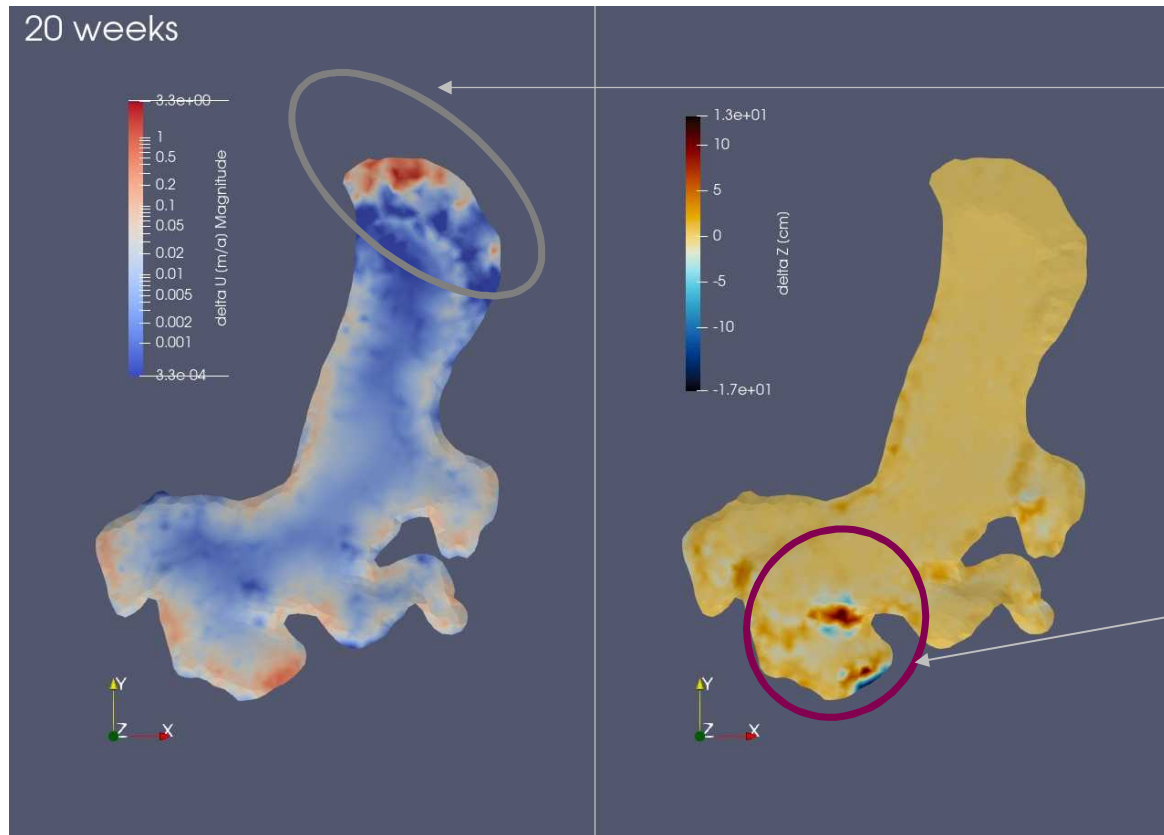 20 weeks
3.3e+00
1
0.5
0.2
0.1
0.05
0.02
0.01
0.005
0.002
0.001
3.3e-04
delta U (m/a) Magnitude
1.3e+01
10
5
0
-5
-10
-1.7e+01
delta Z (cm)
Y
Z
X
Y
Z
X